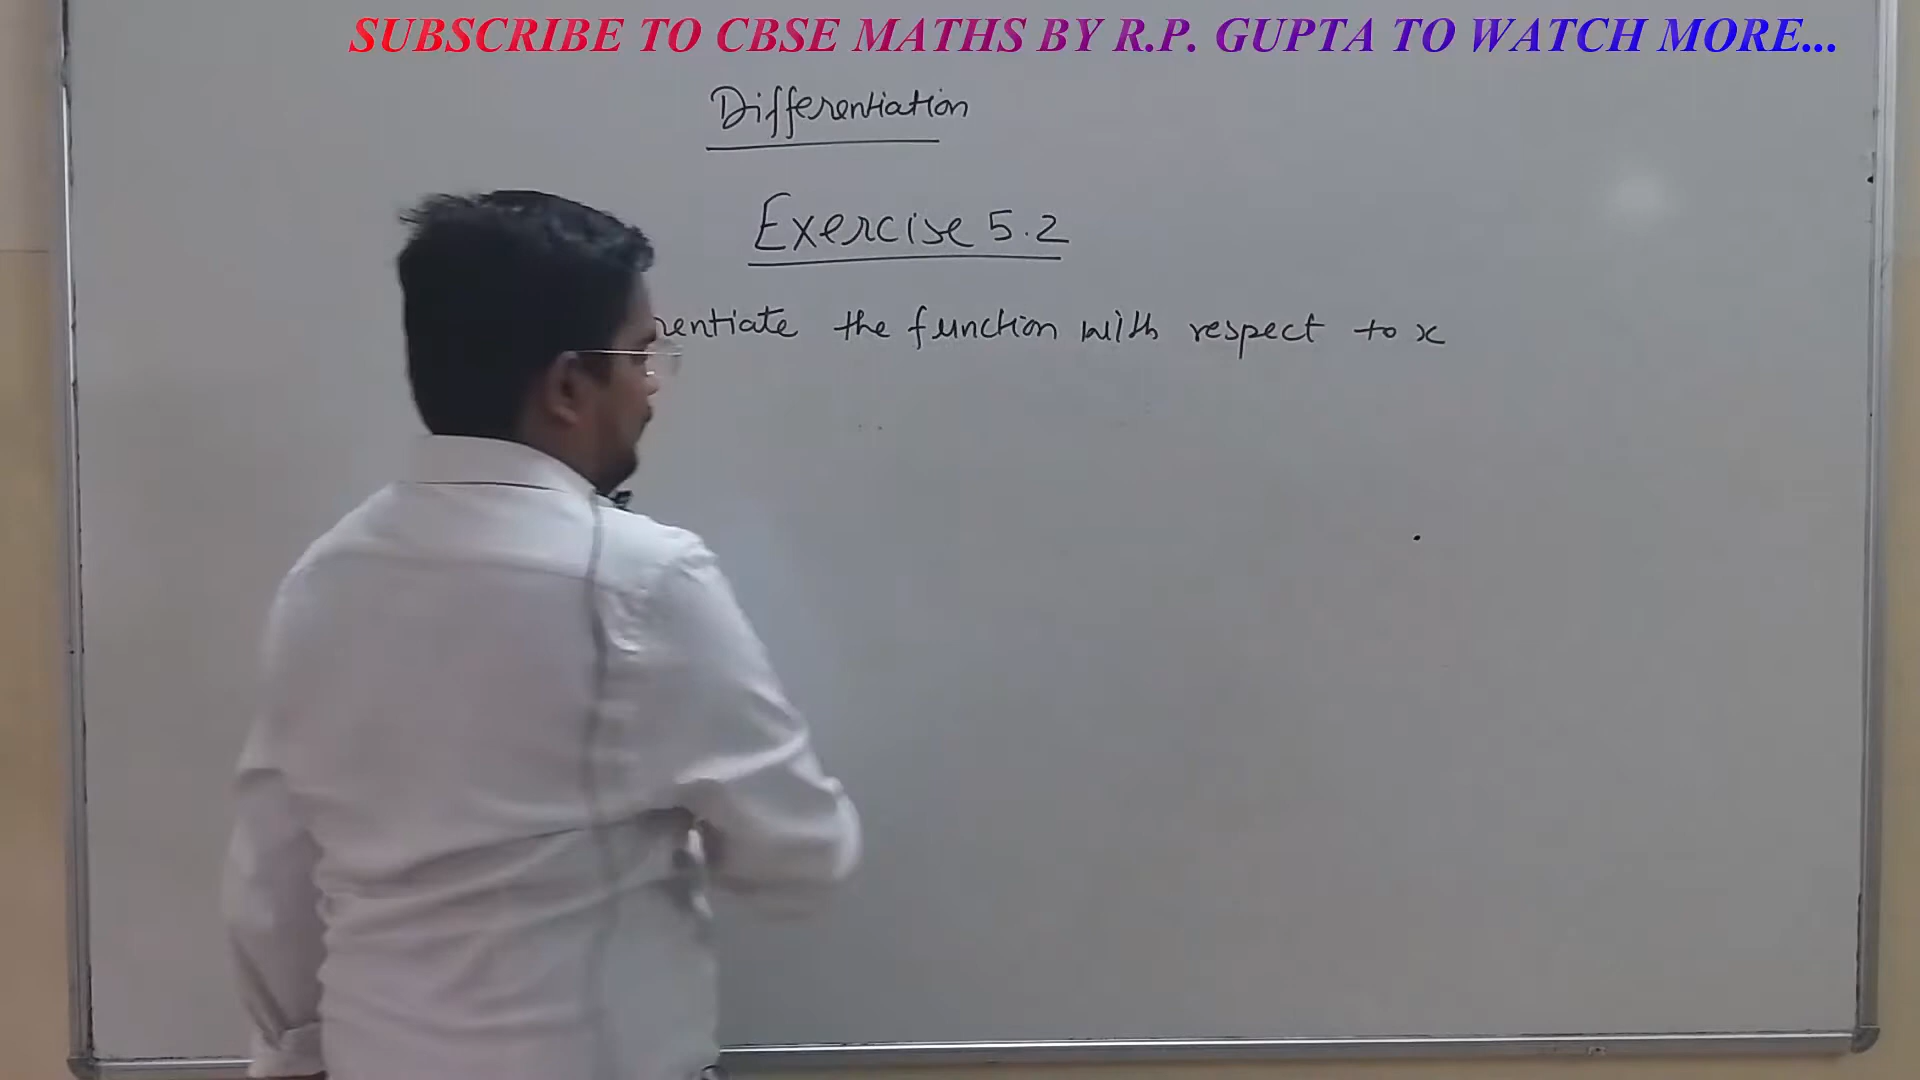 SUBSCRIBE TO CBSE MATHS BY R.P. GUPTA TO WATCH MORE...
Differentiation
Exercise 5.2
rentiate the function with respect to x